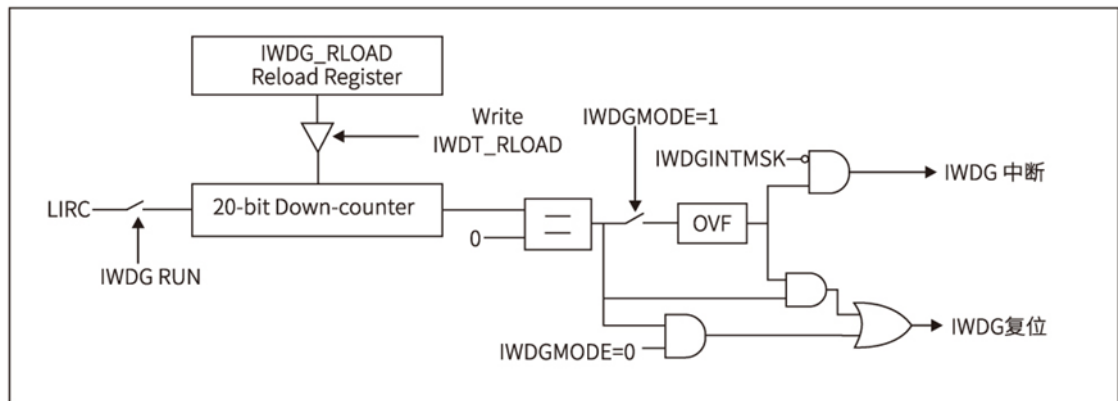 IWDG_RLOAD
Reload Register
Write
IWDT_RLOAD
IWDGMODE=1
IWDGINTMSK
IWDG 中断
LIRC
20-bit Down-counter
0
OVF
IWDG RUN
IWDGMODE=0
IWDG复位